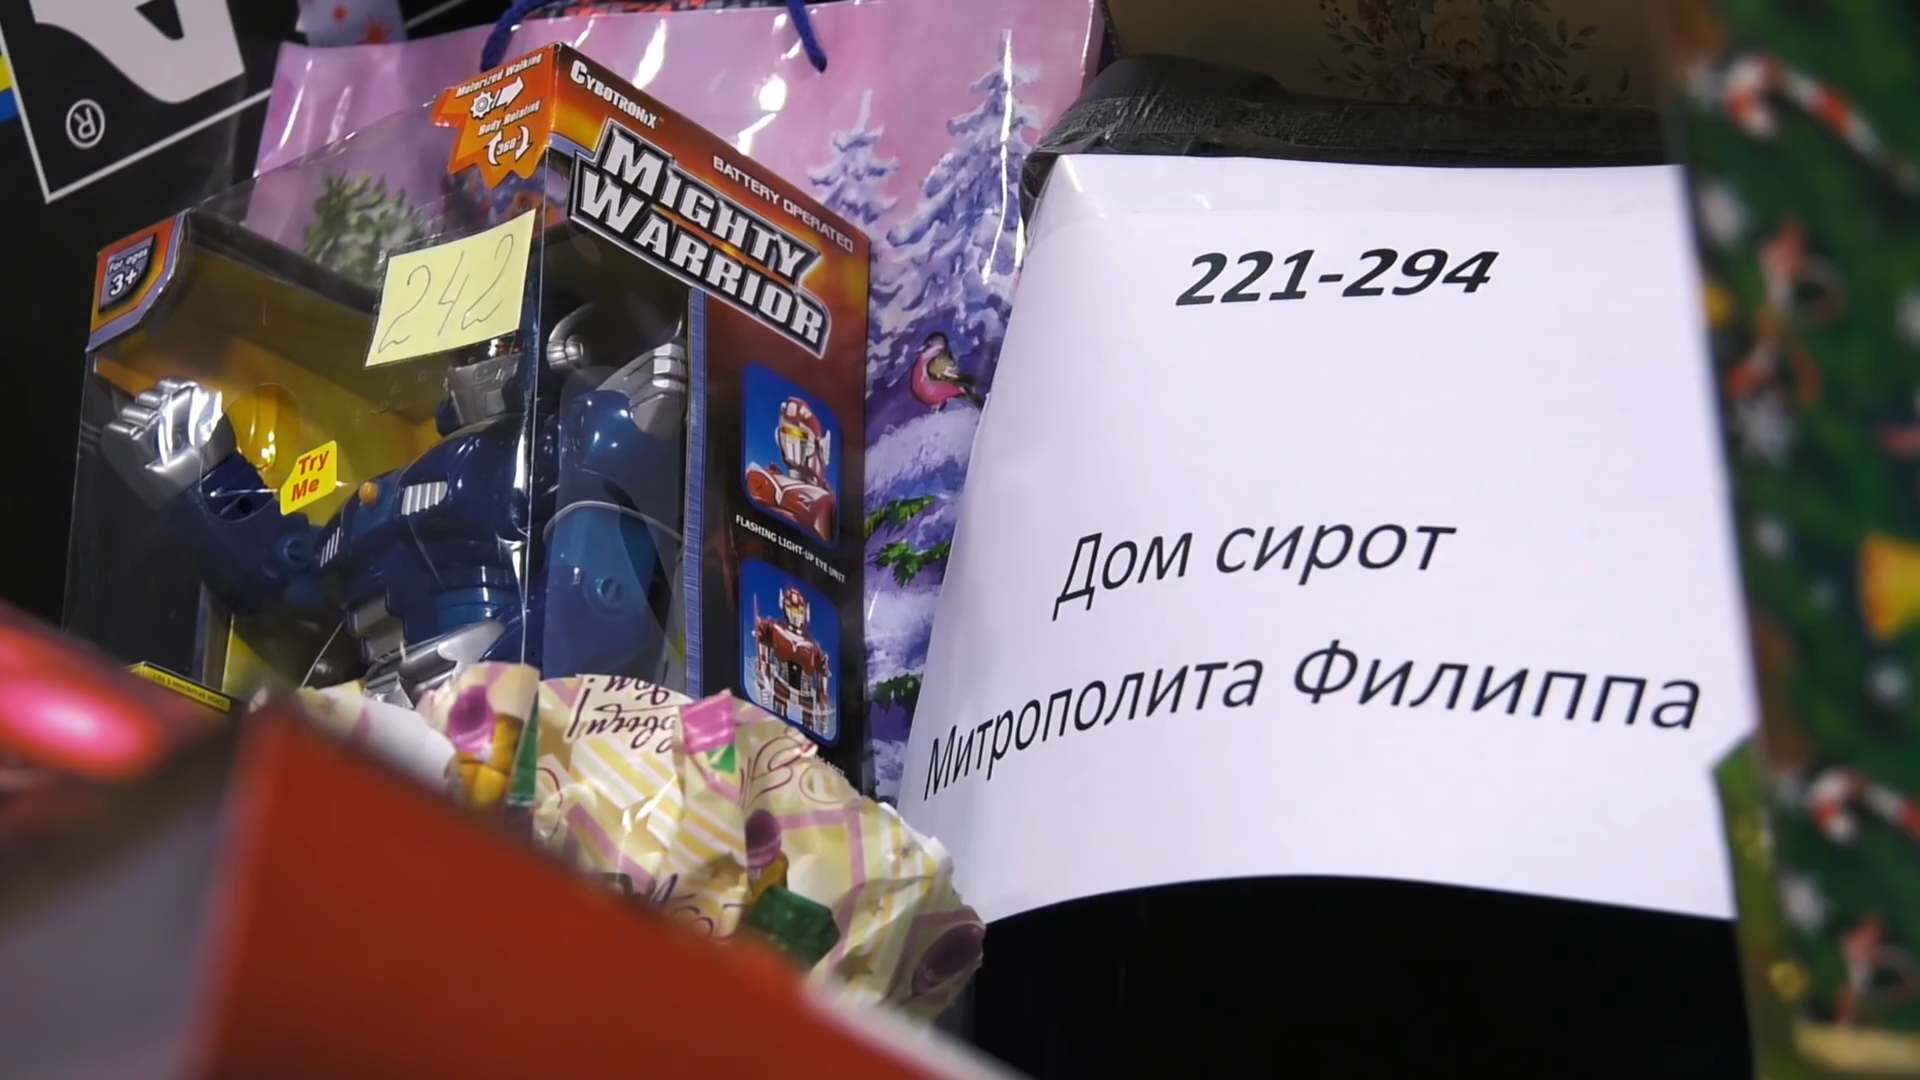 ®
Motorized Walking
Body Rotating
360°
CYBOTRONIX™
BATTERY OPERATED
MIGHTY
WARRIOR
For ages
3+
242
Try
Me
FLASHING LIGHT-UP EYE UNIT
221-294
Дом сирот
Митрополита Филиппа